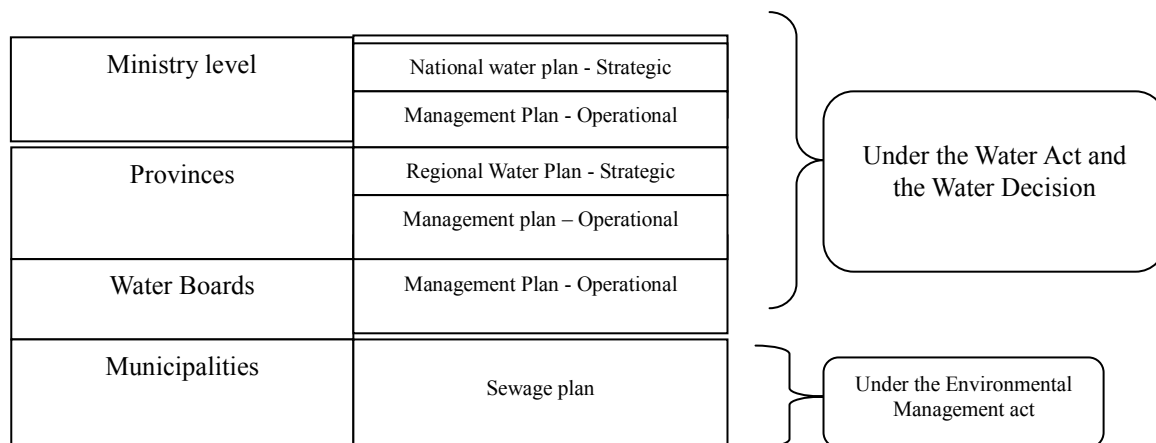 Ministry level
National water plan - Strategic
Management Plan - Operational
Provinces
Regional Water Plan - Strategic
Management plan – Operational
Water Boards
Management Plan - Operational
Municipalities
Sewage plan
Under the Water Act and
the Water Decision
Under the Environmental
Management act